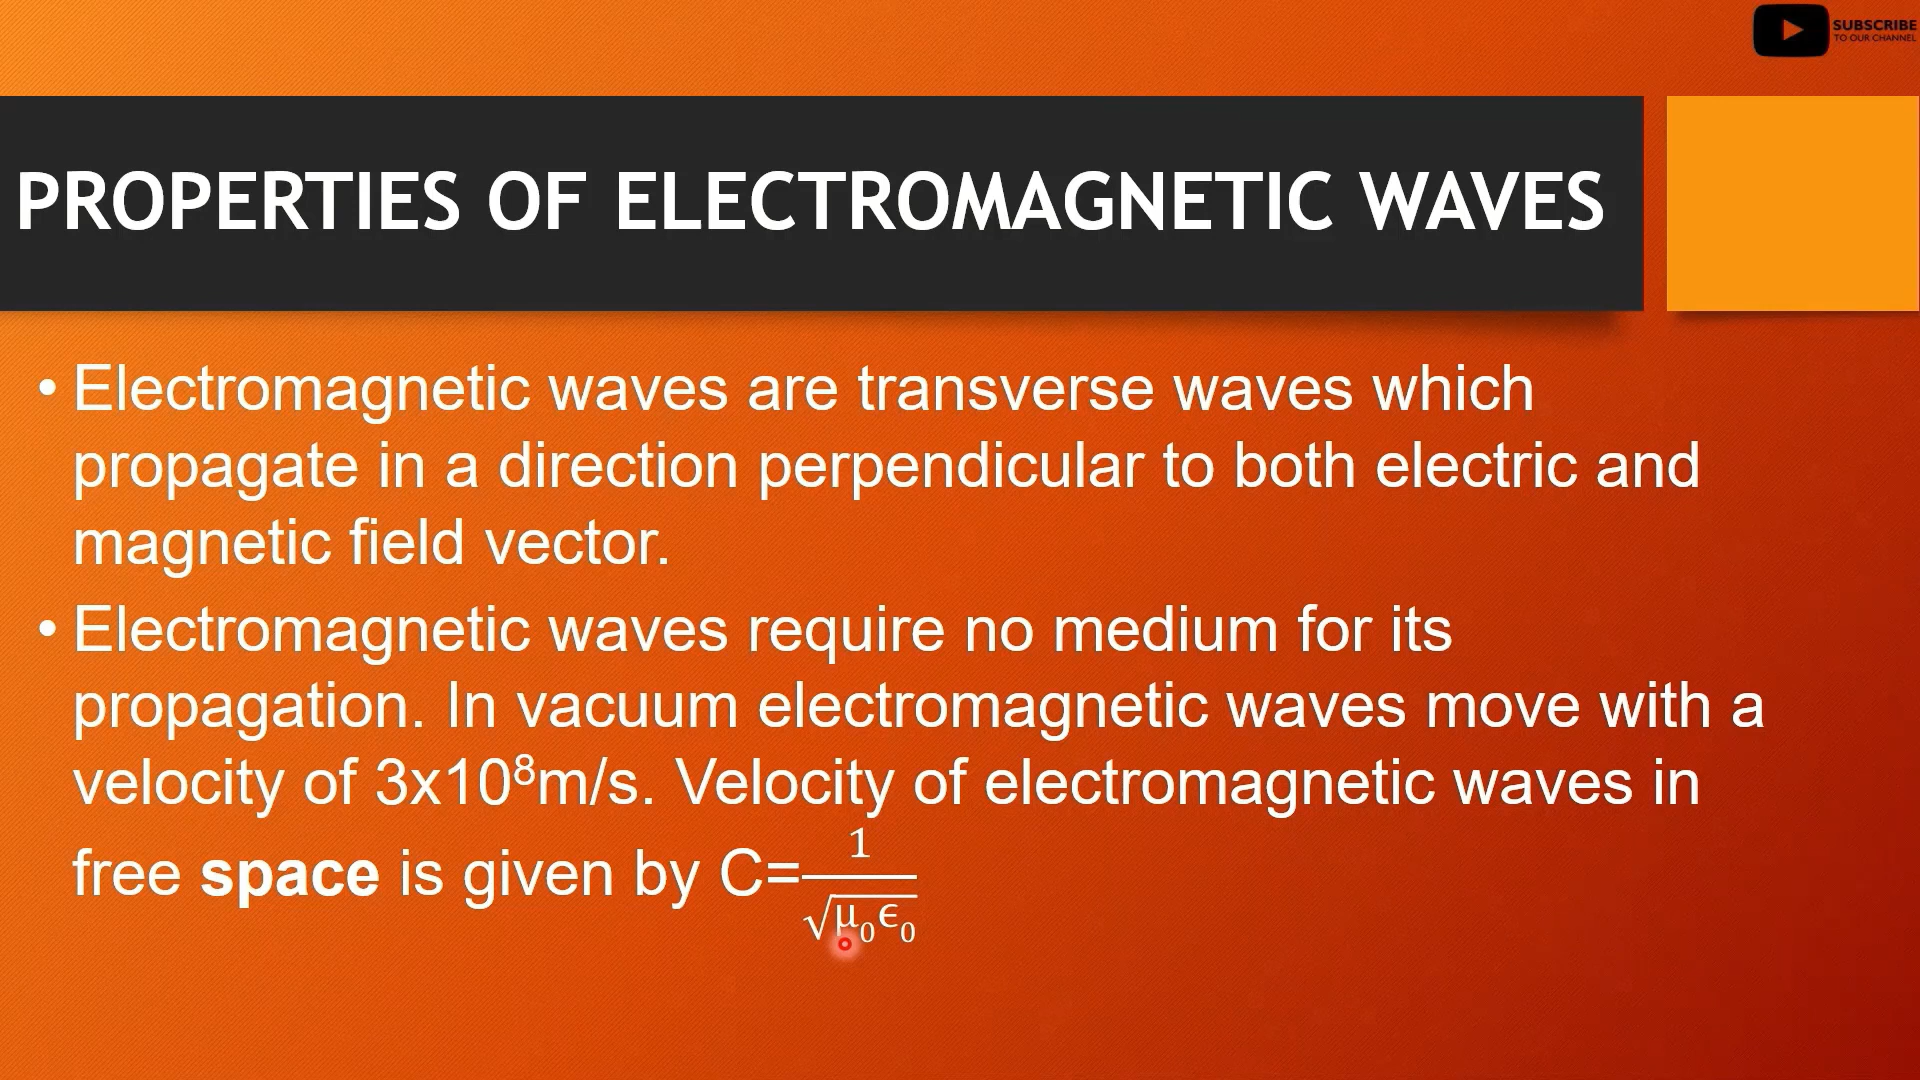 SUBSCRIBE
TO OUR CHANNEL
PROPERTIES OF ELECTROMAGNETIC WAVES
• Electromagnetic waves are transverse waves which
propagate in a direction perpendicular to both electric and
magnetic field vector.
• Electromagnetic waves require no medium for its
propagation. In vacuum electromagnetic waves move with a
velocity of 3x10⁸m/s. Velocity of electromagnetic waves in
free space is given by C=1/√μ₀ϵ₀